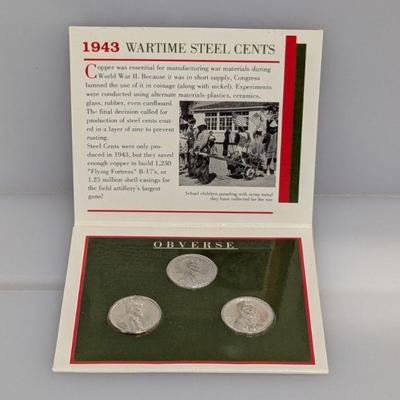 1943 WARTIME STEEL CENTS
Copper was essential for manufacturing war materials during
World War II. Because it was in short supply, Congress
banned the use of it in coinage (along with nickel). Experiments
were conducted using alternate materials-plastics, ceramics,
glass, rubber, even cardboard.
The final decision called for
production of steel cents coat-
ed in a layer of zinc to prevent
rusting.
Steel Cents were only pro-
duced in 1943, but they saved
enough copper to build 1,250
"Flying Fortress" B-17's, or
1.25 million shell casings for
the field artillery's largest
guns!
School children parading with scrap metal
they have collected for the war
OBVERSE